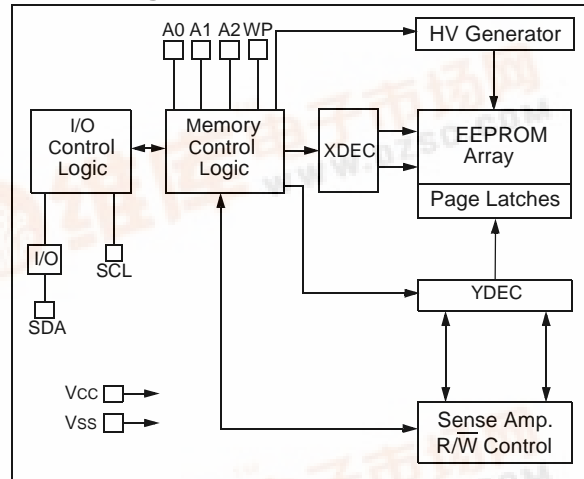 A0 A1 A2 WP
HV Generator
I/O
Control
Logic
Memory
Control
Logic
XDEC
EEPROM
Array
Page Latches
I/O
SCL
SDA
YDEC
Vcc
Vss
Sense Amp.
R/W̅ Control